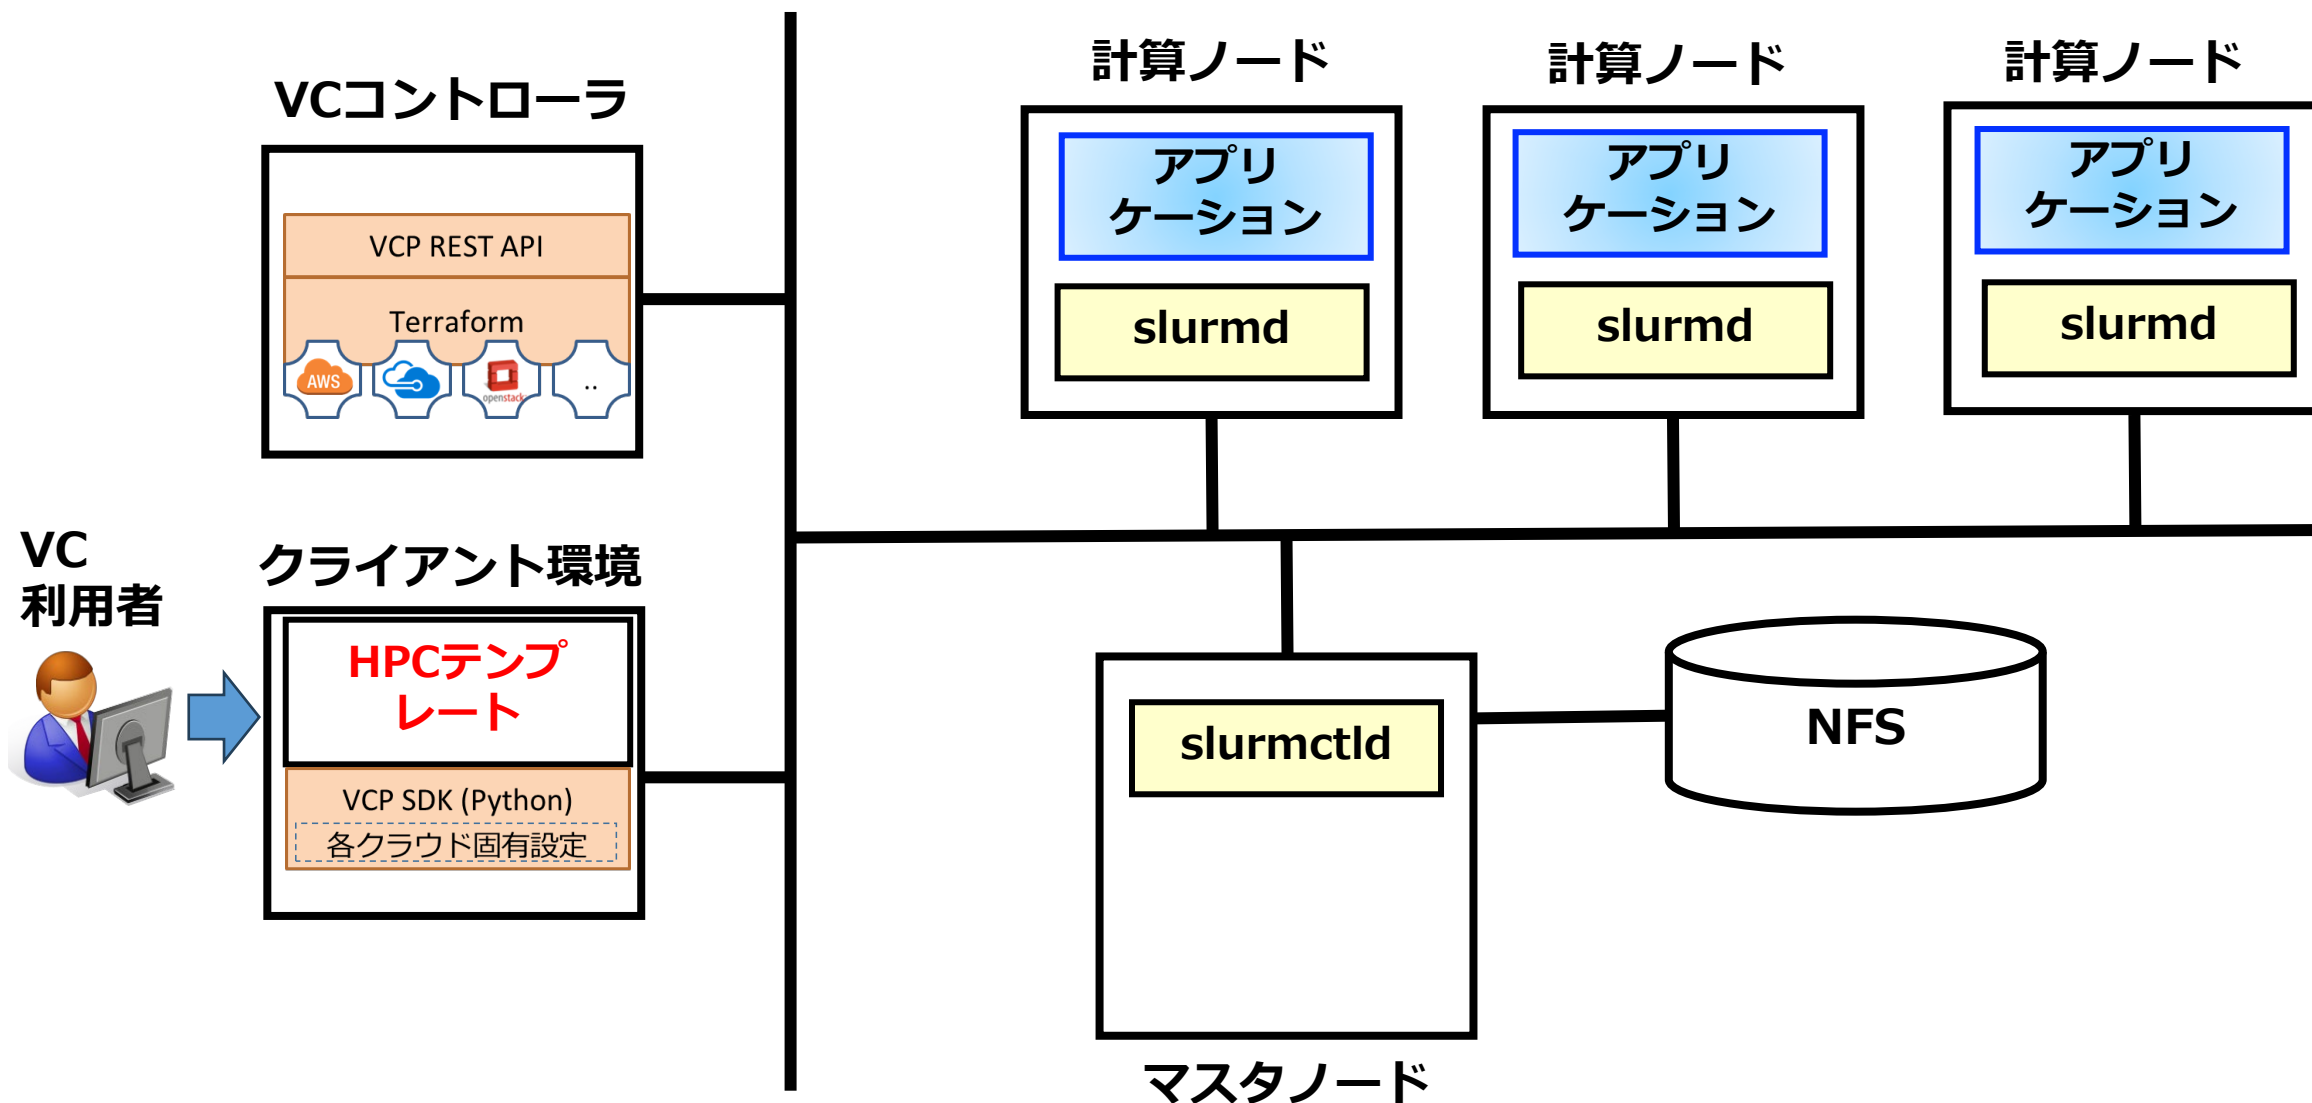 VCコントローラ
VCP REST API
Terraform
AWS
openstack
..
VC
利用者
クライアント環境
HPCテンプ
レート
VCP SDK (Python)
各クラウド固有設定
計算ノード
アプリ
ケーション
slurmd
計算ノード
アプリ
ケーション
slurmd
計算ノード
アプリ
ケーション
slurmd
slurmctld
マスタノード
NFS